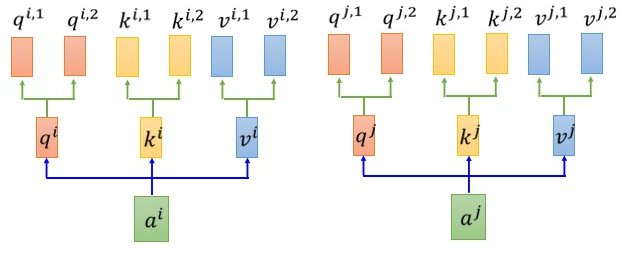 q^{i,1} q^{i,2} k^{i,1} k^{i,2} v^{i,1} v^{i,2} q^{j,1} q^{j,2} k^{j,1} k^{j,2} v^{j,1} v^{j,2}
q^i k^i v^i q^j k^j v^j
a^i a^j